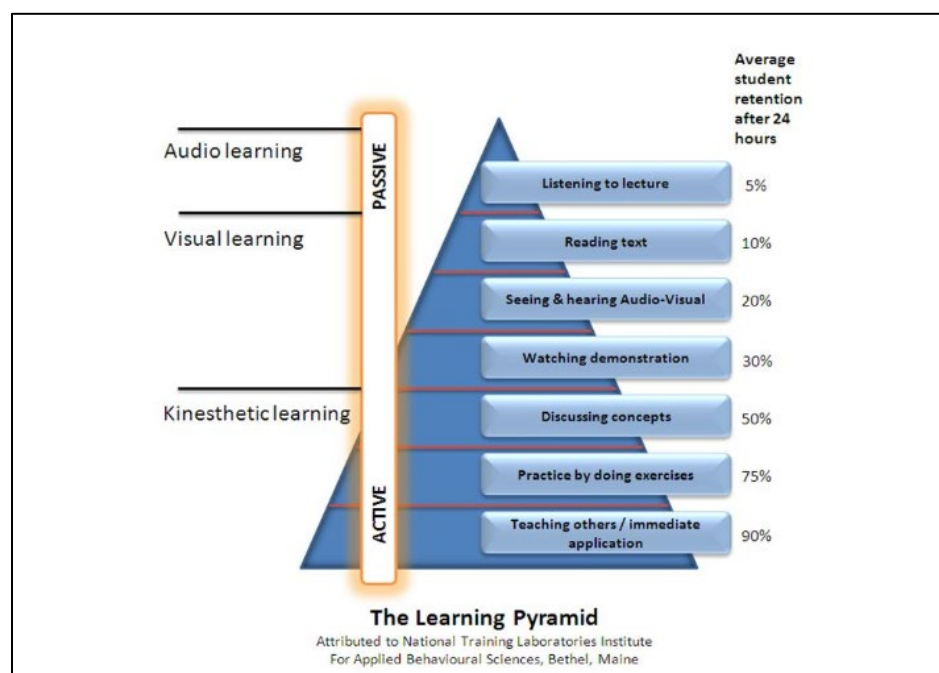 Average
student
retention
after 24
hours
Audio learning
Visual learning
Kinesthetic learning
PASSIVE
ACTIVE
Listening to lecture 5%
Reading text 10%
Seeing & hearing Audio-Visual 20%
Watching demonstration 30%
Discussing concepts 50%
Practice by doing exercises 75%
Teaching others / immediate
application 90%
The Learning Pyramid
Attributed to National Training Laboratories Institute
For Applied Behavioural Sciences, Bethel, Maine